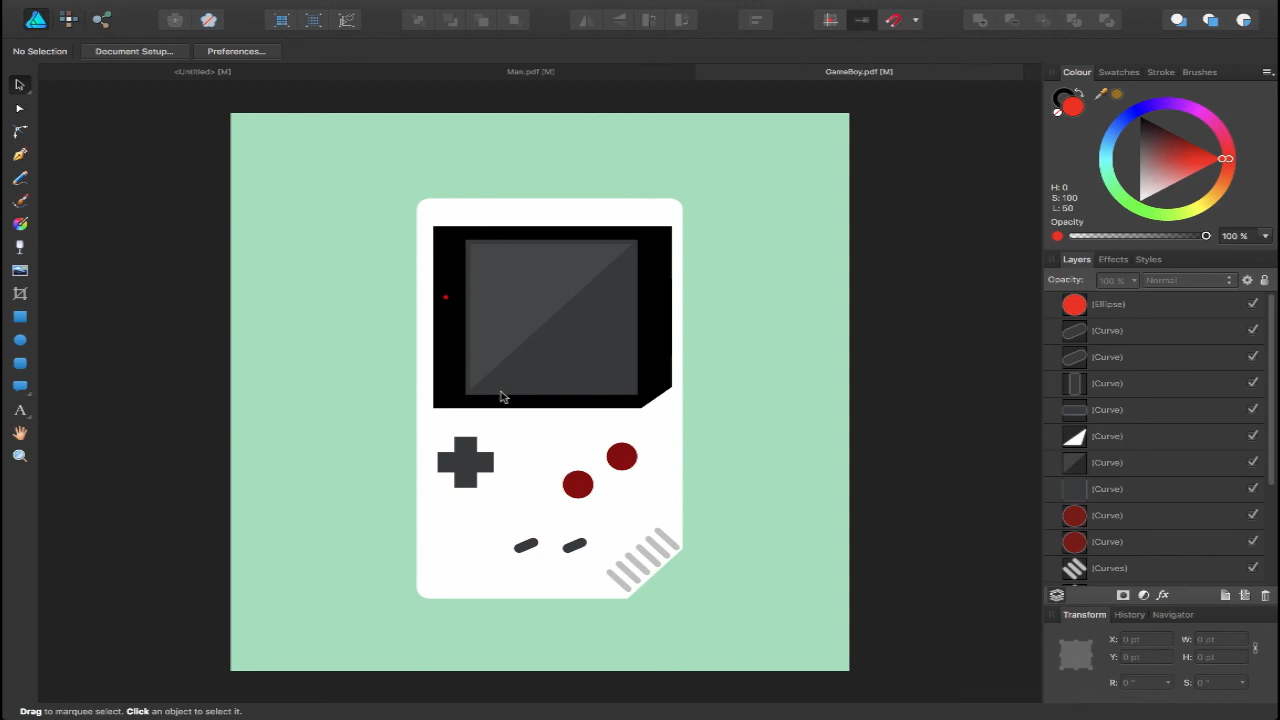 No Selection
Document Setup...
Preferences...
<Untitled> [M]
Man.pdf [M]
GameBoy.pdf [M]
Colour
Swatches
Stroke
Brushes
H: 0
S: 100
L: 50
Opacity
100 %
Layers
Effects
Styles
Opacity:
100 %
Normal
(Ellipse)
(Curve)
(Curve)
(Curve)
(Curve)
(Curve)
(Curve)
(Curve)
(Curve)
(Curve)
(Curves)
fx
Transform
History
Navigator
X: 0 pt
W: 0 pt
Y: 0 pt
H: 0 pt
R: 0 °
S: 0 °
A
Drag to marquee select. Click an object to select it.